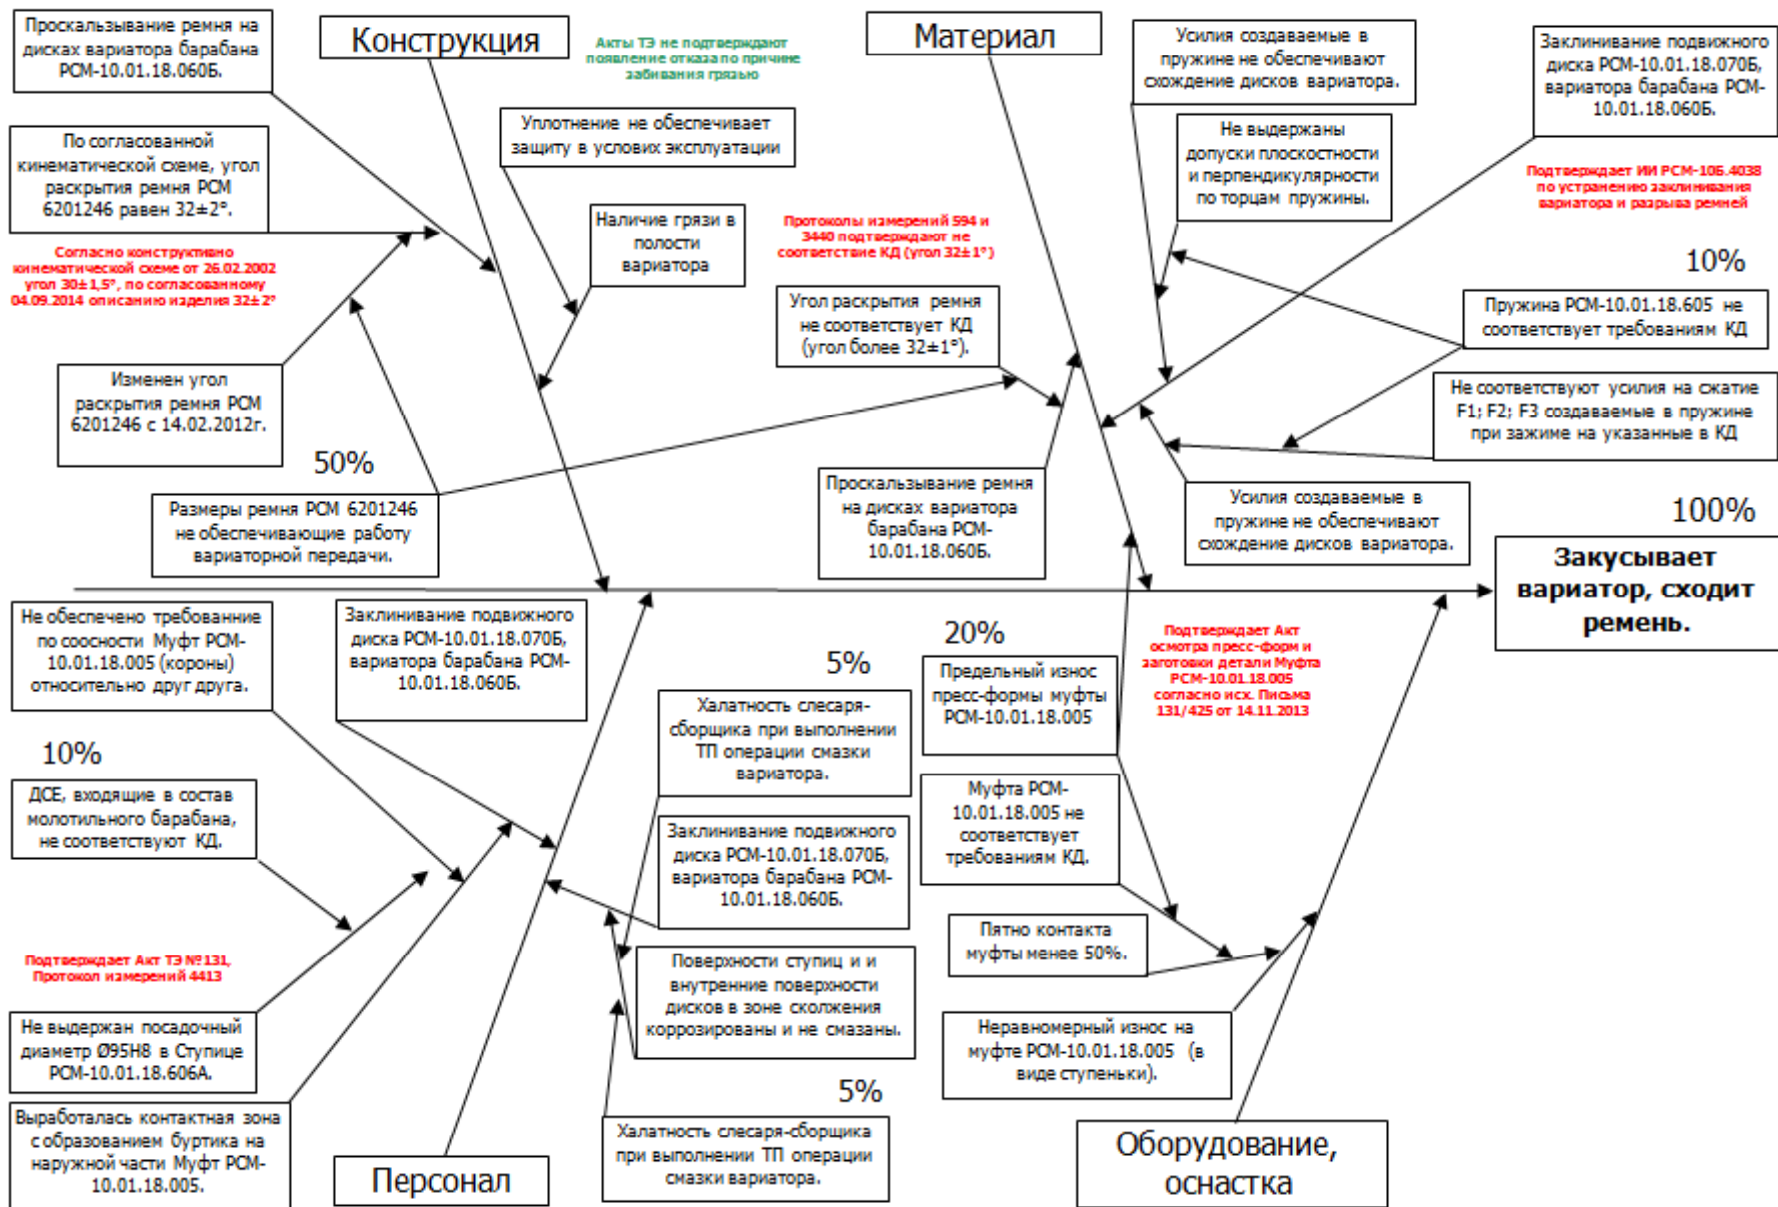 Проскальзывание ремня на
дисках вариатора барабана
РСМ-10.01.18.060Б.
Конструкция
Акты ТЭ не подтверждают
появление отказа по причине
забивания грязью
Материал
Усилия создаваемые в
пружине не обеспечивают
схождение дисков вариатора.
Заклинивание подвижного
диска РСМ-10.01.18.070Б,
вариатора барабана РСМ-
10.01.18.060Б.
По согласованной
кинематической схеме, угол
раскрытия ремня РСМ
6201246 равен 32±2°.
Уплотнение не обеспечивает
защиту в услових эксплуатации
Не выдержаны
допуски плоскостности
и перпендикулярности
по торцам пружины.
Подтверждает ИИ РСМ-10Б.4038
по устранению заклинивания
вариатора и разрыва ремней
Наличие грязи в
полости
вариатора
Протоколы измерений 594 и
3440 подтверждают не
соответствие КД (угол 32±1°)
Согласно конструктивно
кинематической схеме от 26.02.2002
угол 30±1,5°, по согласованному
04.09.2014 описанию изделия 32±2°
10%
Угол раскрытия ремня
не соответствует КД
(угол более 32±1°).
Пружина РСМ-10.01.18.605 не
соответствует требованиям КД
Изменен угол
раскрытия ремня РСМ
6201246 с 14.02.2012г.
Не соответствуют усилия на сжатие
F1; F2; F3 создаваемые в пружине
при зажиме на указанные в КД
50%
Размеры ремня РСМ 6201246
не обеспечивающие работу
вариаторной передачи.
Проскальзывание ремня
на дисках вариатора
барабана РСМ-
10.01.18.060Б.
Усилия создаваемые в
пружине не обеспечивают
схождение дисков вариатора.
100%
Закусывает
вариатор, сходит
ремень.
Не обеспечено требованние
по соосности Муфт РСМ-
10.01.18.005 (короны)
относительно друг друга.
Заклинивание подвижного
диска РСМ-10.01.18.070Б,
вариатора барабана РСМ-
10.01.18.060Б.
5%
Халатность слесаря-
сборщика при выполнении
ТП операции смазки
вариатора.
20%
Предельный износ
пресс-формы муфты
РСМ-10.01.18.005
Подтверждает Акт
осмотра пресс-форм и
заготовки детали Муфта
РСМ-10.01.18.005
согласно исх. Письма
131/425 от 14.11.2013
10%
ДСЕ, входящие в состав
молотильного барабана,
не соответствуют КД.
Муфта РСМ-
10.01.18.005 не
соответствует
требованиям КД.
Заклинивание подвижного
диска РСМ-10.01.18.070Б,
вариатора барабана РСМ-
10.01.18.060Б.
Пятно контакта
муфты менее 50%.
Подтверждает Акт ТЭ №131,
Протокол измерений 4413
Поверхности ступиц и и
внутренние поверхности
дисков в зоне сколжения
коррозированы и не смазаны.
Не выдержан посадочный
диаметр Ø95Н8 в Ступице
РСМ-10.01.18.606А.
Неравномерный износ на
муфте РСМ-10.01.18.005 (в
виде ступеньки).
5%
Выработалась контактная зона
с образованием буртика на
наружной части Муфт РСМ-
10.01.18.005.
Персонал
Халатность слесаря-сборщика
при выполнении ТП операции
смазки вариатора.
Оборудование,
оснастка